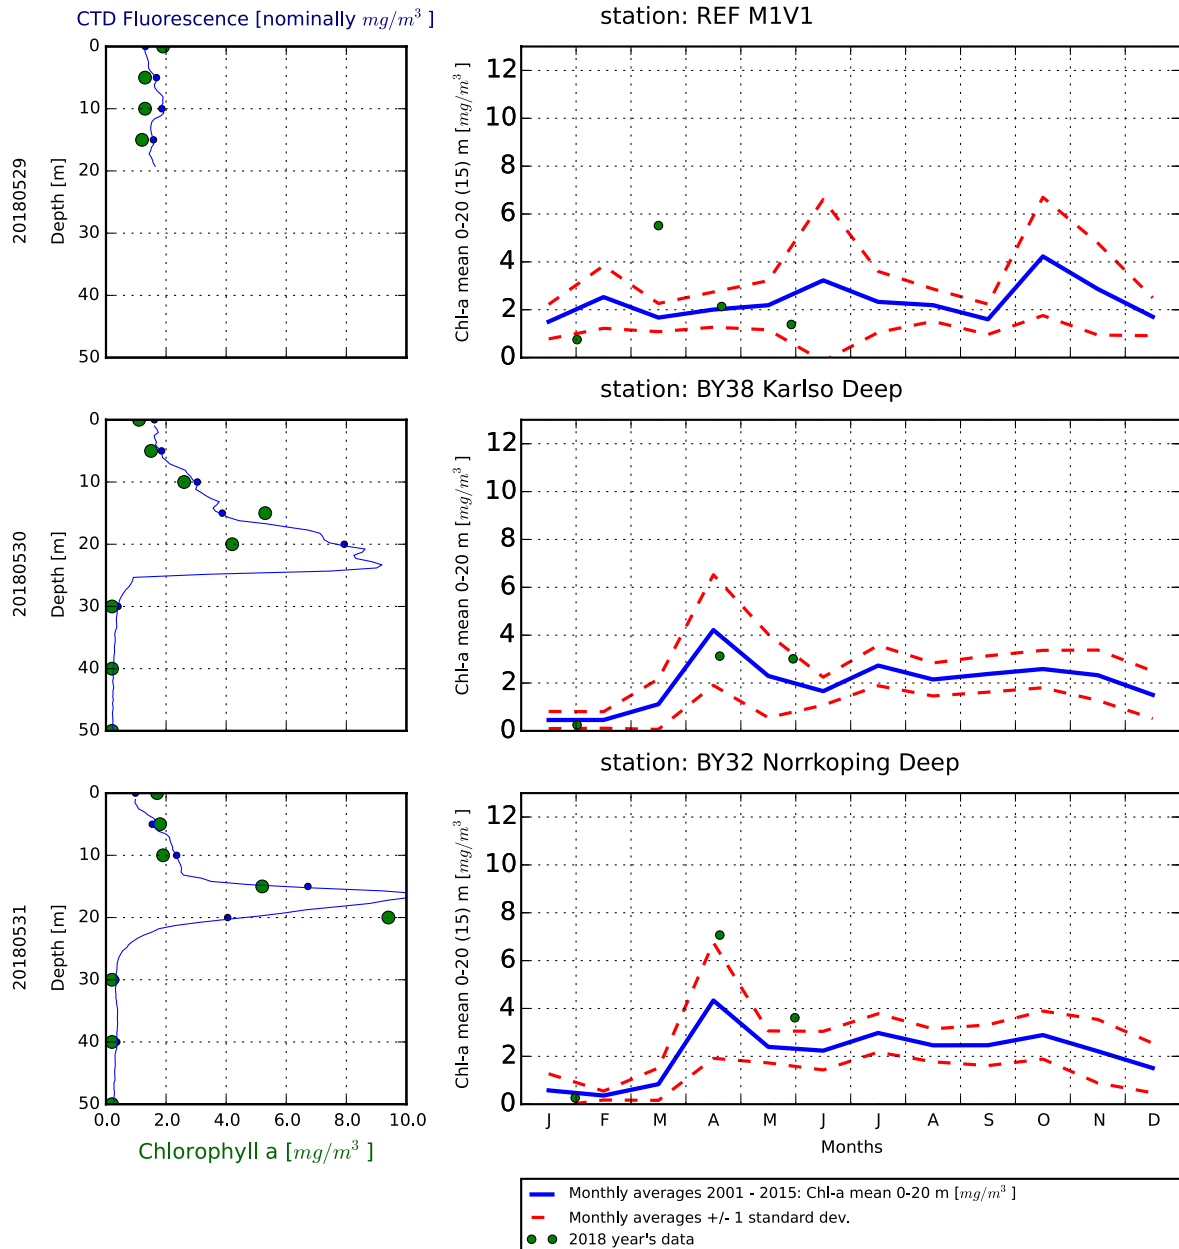 CTD Fluorescence [nominally mg/m³ ]
station: REF M1V1
20180529
Depth [m]
0
10
20
30
40
50
Chl-a mean 0-20 (15) m [mg/m³ ]
12
10
8
6
4
2
0
station: BY38 Karlso Deep
20180530
Depth [m]
0
10
20
30
40
50
Chl-a mean 0-20 m [mg/m³ ]
12
10
8
6
4
2
0
station: BY32 Norrkoping Deep
20180531
Depth [m]
0
10
20
30
40
50
0.0 2.0 4.0 6.0 8.0 10.0
Chlorophyll a [mg/m³ ]
Chl-a mean 0-20 (15) m [mg/m³ ]
12
10
8
6
4
2
0
J F M A M J J A S O N D
Months
Monthly averages 2001 - 2015: Chl-a mean 0-20 m [mg/m³ ]
Monthly averages +/- 1 standard dev.
2018 year's data